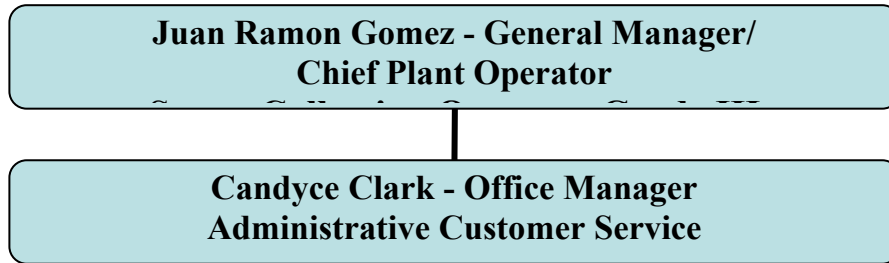 Juan Ramon Gomez - General Manager/
Chief Plant Operator
Candyce Clark - Office Manager
Administrative Customer Service